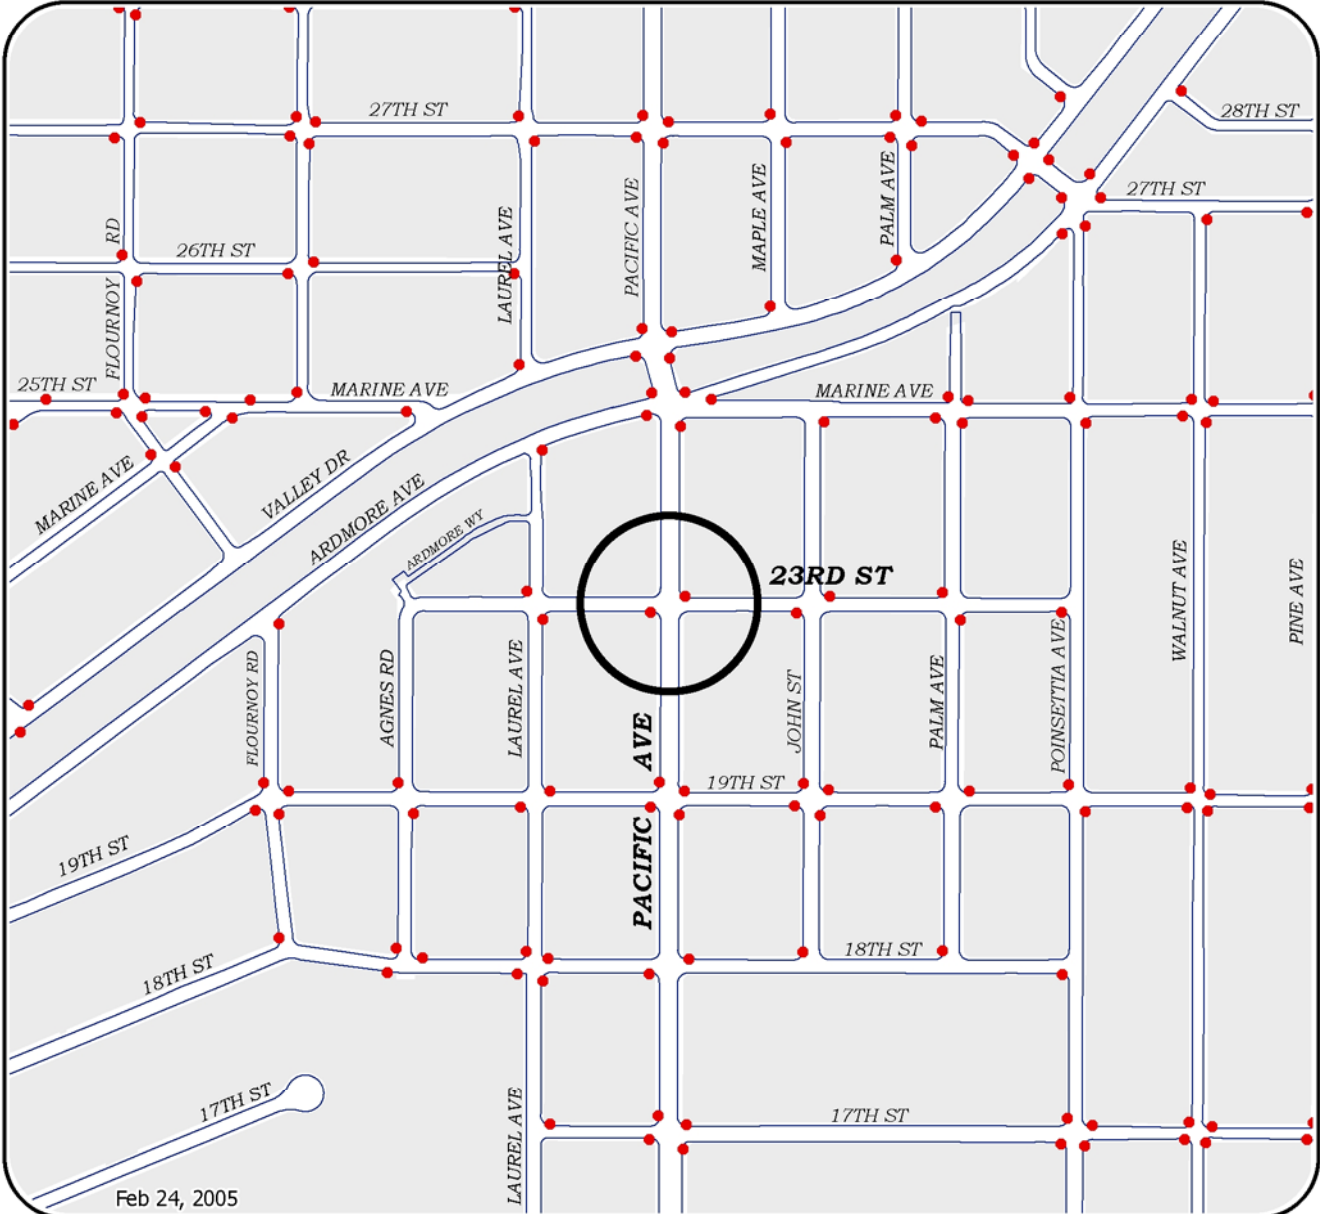 27TH ST
28TH ST
RD
26TH ST
LAUREL AVE
PACIFIC AVE
MAPLE AVE
PALM AVE
27TH ST
FLOURNOY
25TH ST
MARINE AVE
MARINE AVE
MARINE AVE
VALLEY DR
ARDMORE AVE
ARDMORE WY
23RD ST
WALNUT AVE
PINE AVE
FLOURNOY RD
AGNES RD
LAUREL AVE
AVE
JOHN ST
PALM AVE
POINSETTIA AVE
19TH ST
19TH ST
PACIFIC
18TH ST
18TH ST
17TH ST
LAUREL AVE
17TH ST
Feb 24, 2005